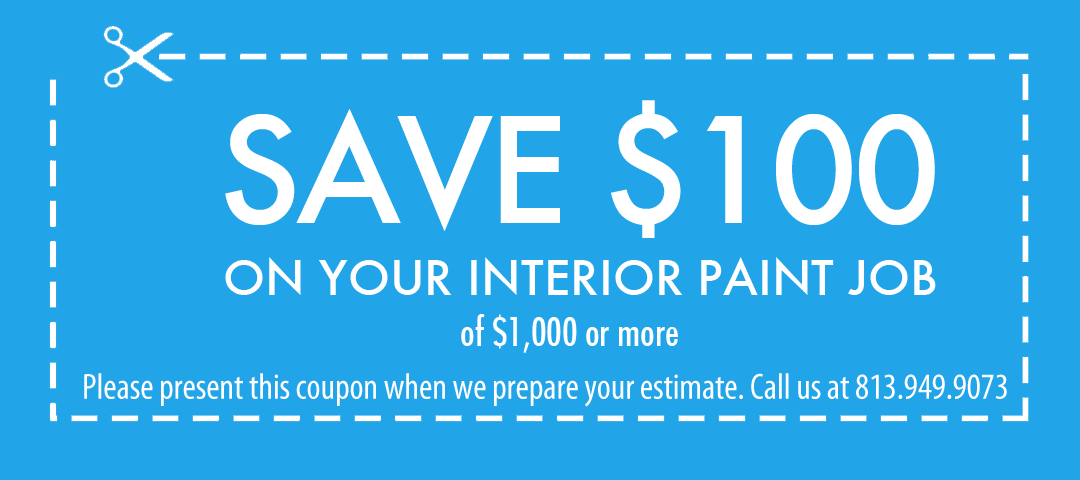 SAVE $100
ON YOUR INTERIOR PAINT JOB
of $1,000 or more
Please present this coupon when we prepare your estimate. Call us at 813.949.9073